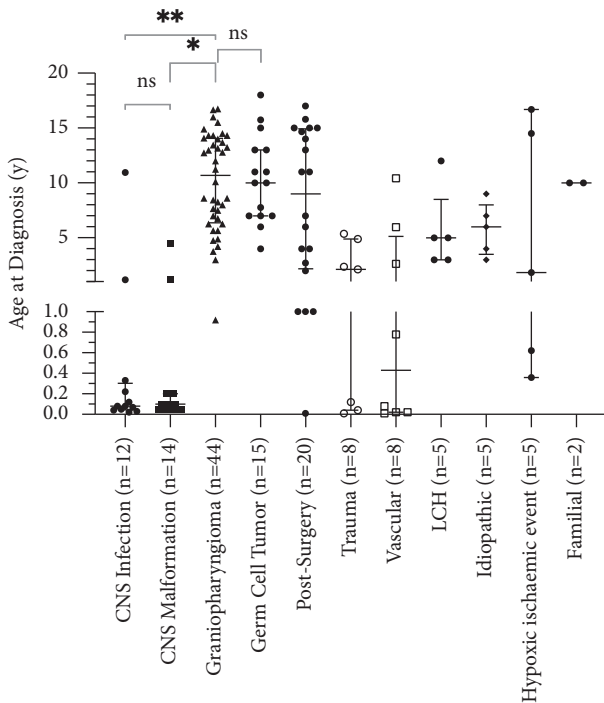 **
*
ns
ns
Age at Diagnosis (y)
20
15
10
5
1.0
0.8
0.6
0.4
0.2
0.0
CNS Infection (n=12)
CNS Malformation (n=14)
Graniopharyngioma (n=44)
Germ Cell Tumor (n=15)
Post-Surgery (n=20)
Trauma (n=8)
Vascular (n=8)
LCH (n=5)
Idiopathic (n=5)
Hypoxic ischaemic event (n=5)
Familial (n=2)